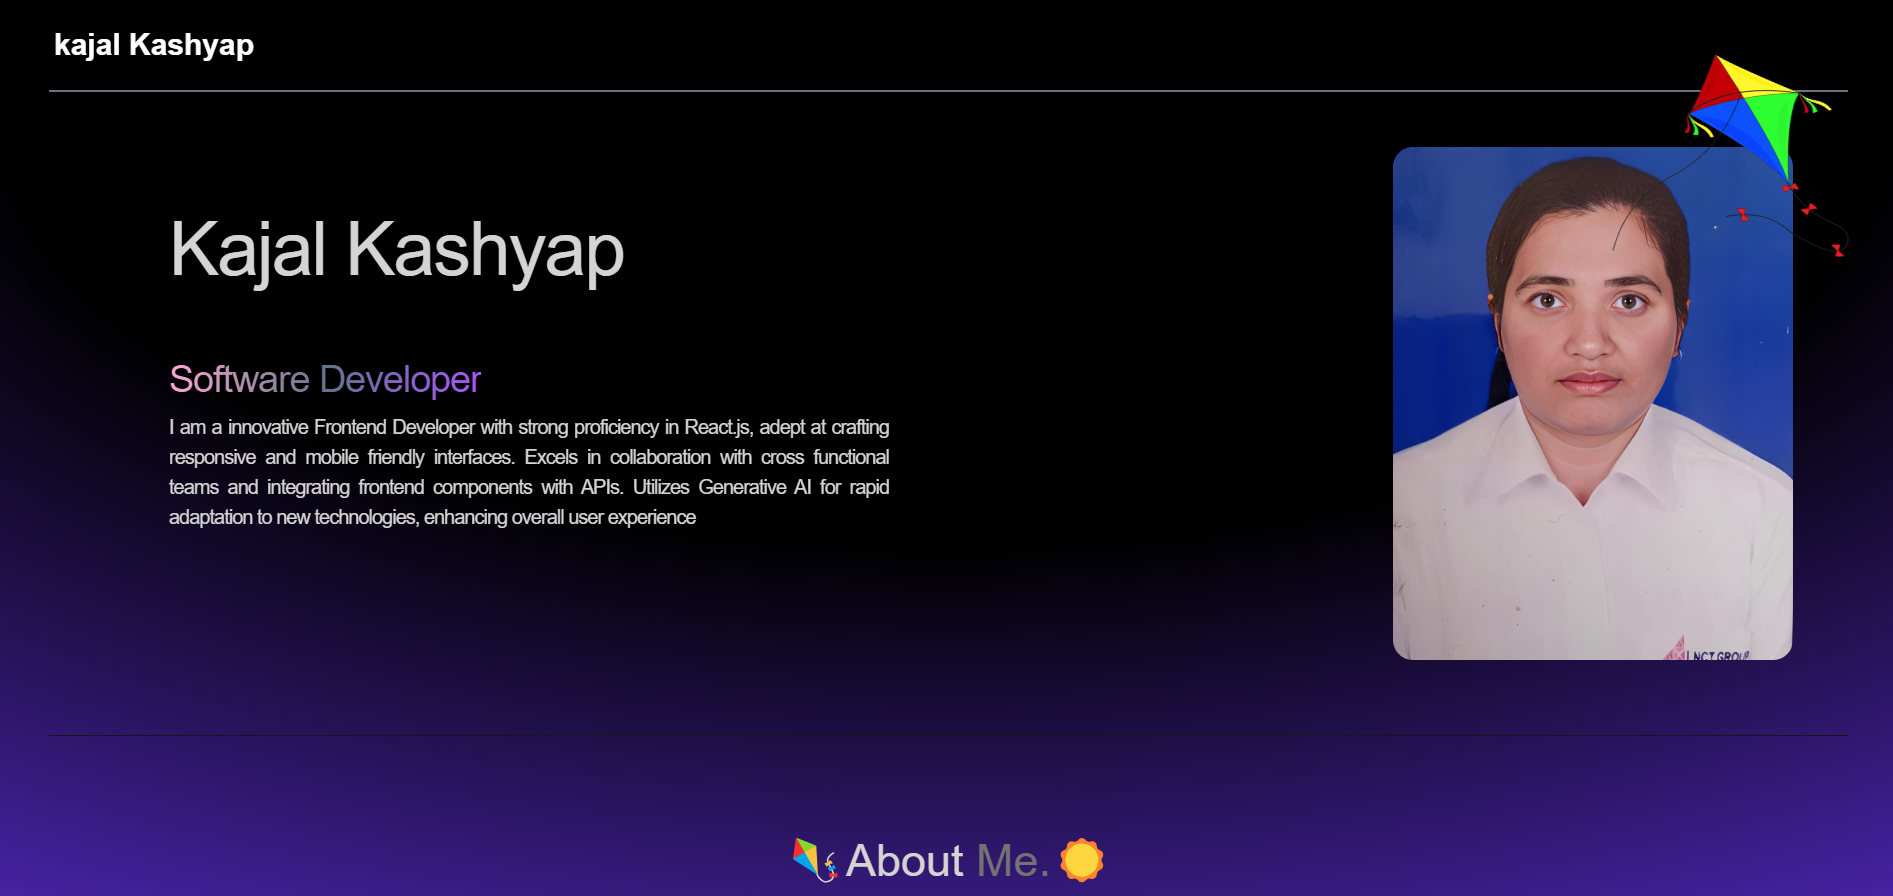 kajal Kashyap
Kajal Kashyap
Software Developer
I am a innovative Frontend Developer with strong proficiency in React.js, adept at crafting
responsive and mobile friendly interfaces. Excels in collaboration with cross functional
teams and integrating frontend components with APIs. Utilizes Generative AI for rapid
adaptation to new technologies, enhancing overall user experience
LNCT GROUP
About Me.